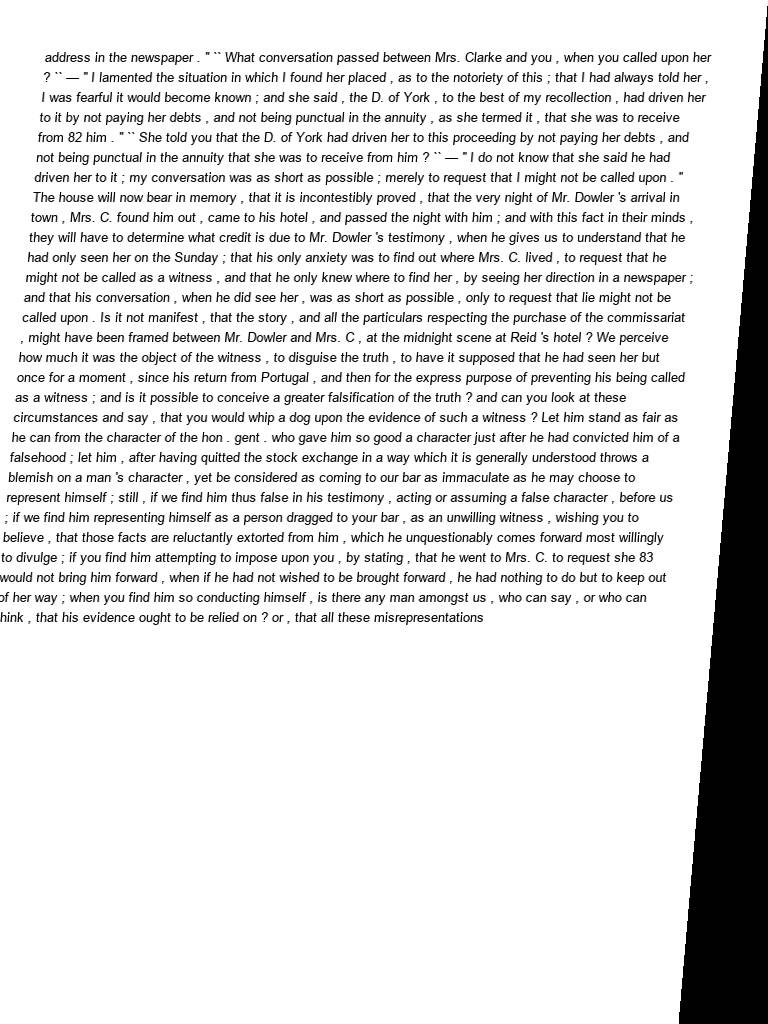 address in the newspaper . " `` What conversation passed between Mrs. Clarke and you , when you called upon her
? `` — " I lamented the situation in which I found her placed , as to the notoriety of this ; that I had always told her ,
I was fearful it would become known ; and she said , the D. of York , to the best of my recollection , had driven her
to it by not paying her debts , and not being punctual in the annuity , as she termed it , that she was to receive
from 82 him . " `` She told you that the D. of York had driven her to this proceeding by not paying her debts , and
not being punctual in the annuity that she was to receive from him ? `` — " I do not know that she said he had
driven her to it ; my conversation was as short as possible ; merely to request that I might not be called upon . "
The house will now bear in memory , that it is incontestibly proved , that the very night of Mr. Dowler 's arrival in
town , Mrs. C. found him out , came to his hotel , and passed the night with him ; and with this fact in their minds ,
they will have to determine what credit is due to Mr. Dowler 's testimony , when he gives us to understand that he
had only seen her on the Sunday ; that his only anxiety was to find out where Mrs. C. lived , to request that he
might not be called as a witness , and that he only knew where to find her , by seeing her direction in a newspaper ;
and that his conversation , when he did see her , was as short as possible , only to request that lie might not be
called upon . Is it not manifest , that the story , and all the particulars respecting the purchase of the commissariat
, might have been framed between Mr. Dowler and Mrs. C , at the midnight scene at Reid 's hotel ? We perceive
how much it was the object of the witness , to disguise the truth , to have it supposed that he had seen her but
once for a moment , since his return from Portugal , and then for the express purpose of preventing his being called
as a witness ; and is it possible to conceive a greater falsification of the truth ? and can you look at these
circumstances and say , that you would whip a dog upon the evidence of such a witness ? Let him stand as fair as
he can from the character of the hon . gent . who gave him so good a character just after he had convicted him of a
falsehood ; let him , after having quitted the stock exchange in a way which it is generally understood throws a
blemish on a man 's character , yet be considered as coming to our bar as immaculate as he may choose to
represent himself ; still , if we find him thus false in his testimony , acting or assuming a false character , before us
; if we find him representing himself as a person dragged to your bar , as an unwilling witness , wishing you to
believe , that those facts are reluctantly extorted from him , which he unquestionably comes forward most willingly
to divulge ; if you find him attempting to impose upon you , by stating , that he went to Mrs. C. to request she 83
would not bring him forward , when if he had not wished to be brought forward , he had nothing to do but to keep out
of her way ; when you find him so conducting himself , is there any man amongst us , who can say , or who can
hink , that his evidence ought to be relied on ? or , that all these misrepresentations